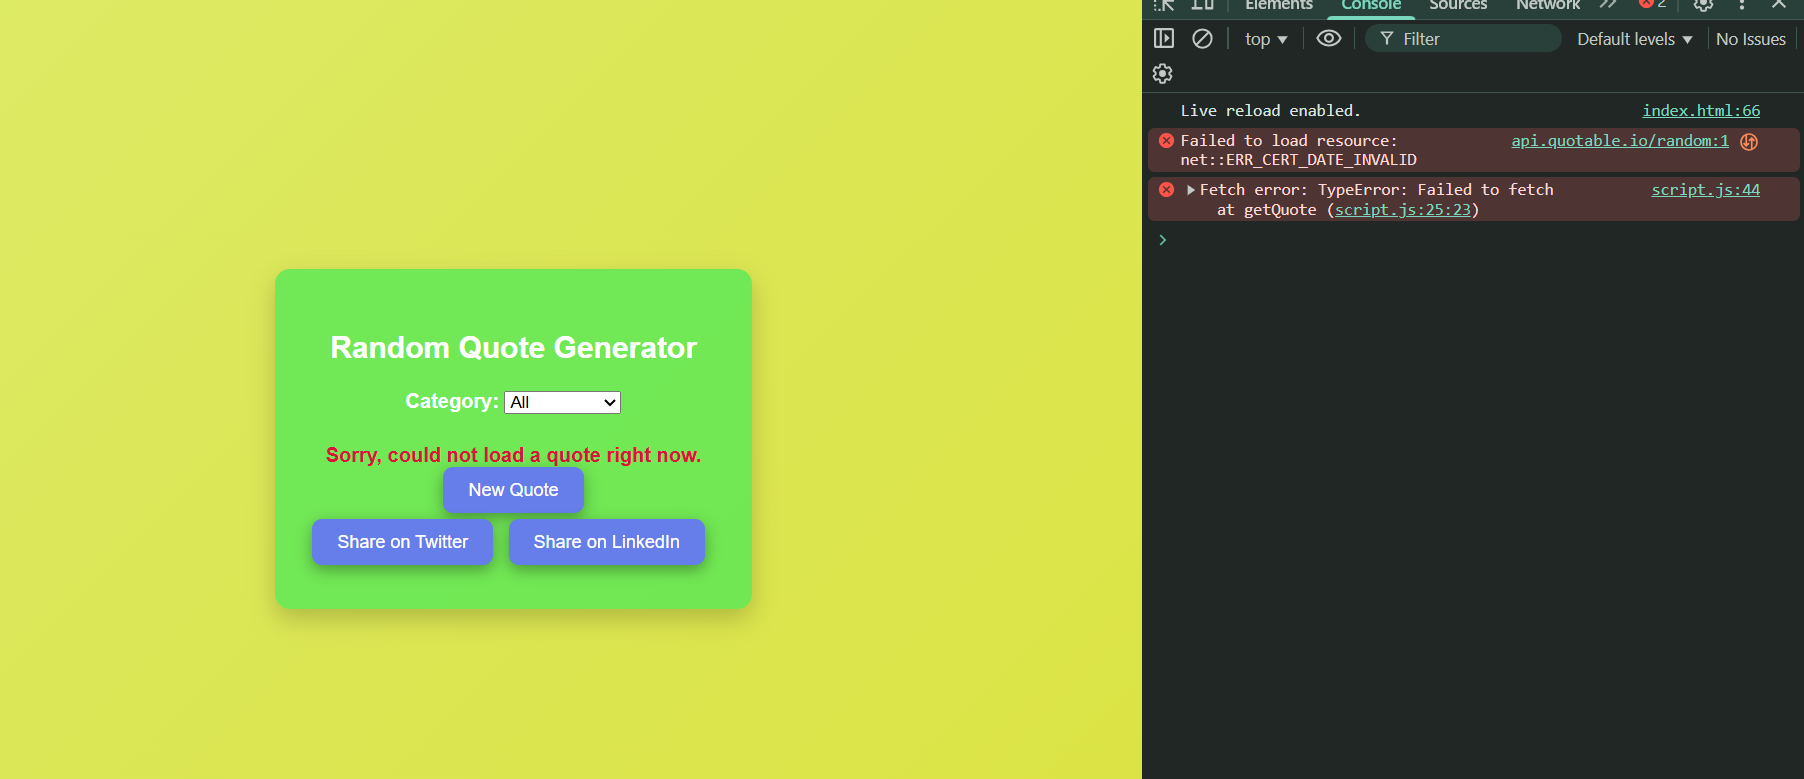 Elements Console Sources Network 2
top Filter Default levels No Issues
Live reload enabled. index.html:66
Failed to load resource: api.quotable.io/random:1
net::ERR_CERT_DATE_INVALID
Fetch error: TypeError: Failed to fetch script.js:44
at getQuote (script.js:25:23)
Random Quote Generator
Category: All
Sorry, could not load a quote right now.
New Quote
Share on Twitter Share on LinkedIn